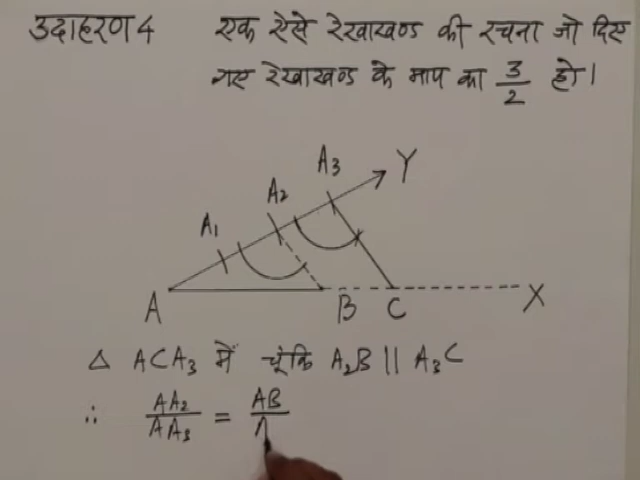 उदाहरण 4 एक ऐसे रेखाखण्ड की रचना जो दिए
गए रेखाखण्ड के माप का 3/2 हो।
A3
Y
A2
A1
A
B
C
X
△ ACA3 में चूंकि A2B || A3C
∴ AA2/AA3 = AB/A